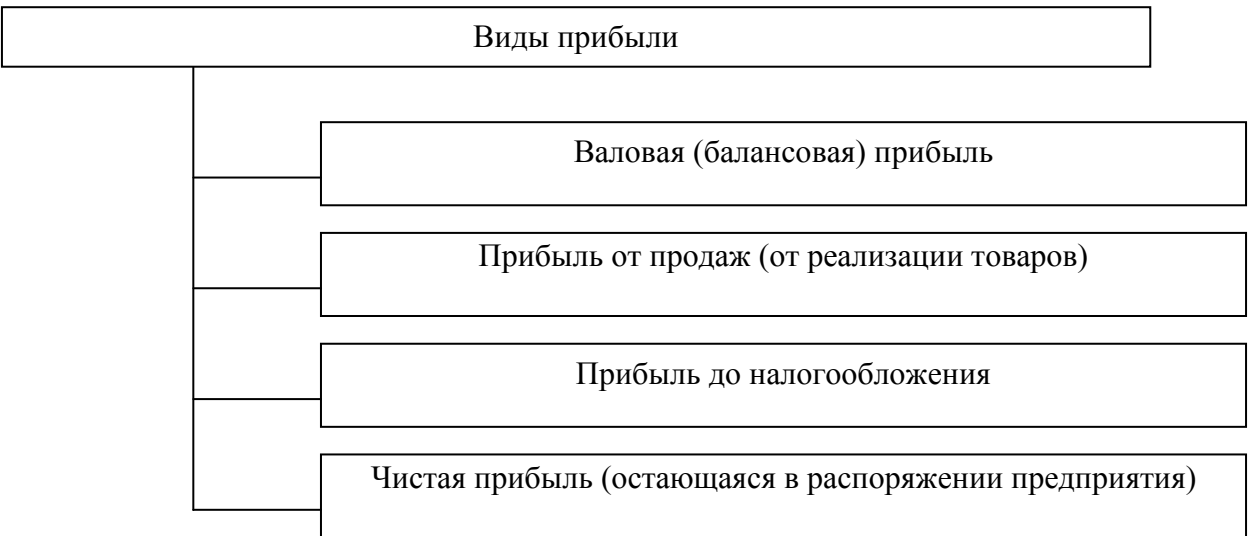 Виды прибыли
Валовая (балансовая) прибыль
Прибыль от продаж (от реализации товаров)
Прибыль до налогообложения
Чистая прибыль (остающаяся в распоряжении предприятия)